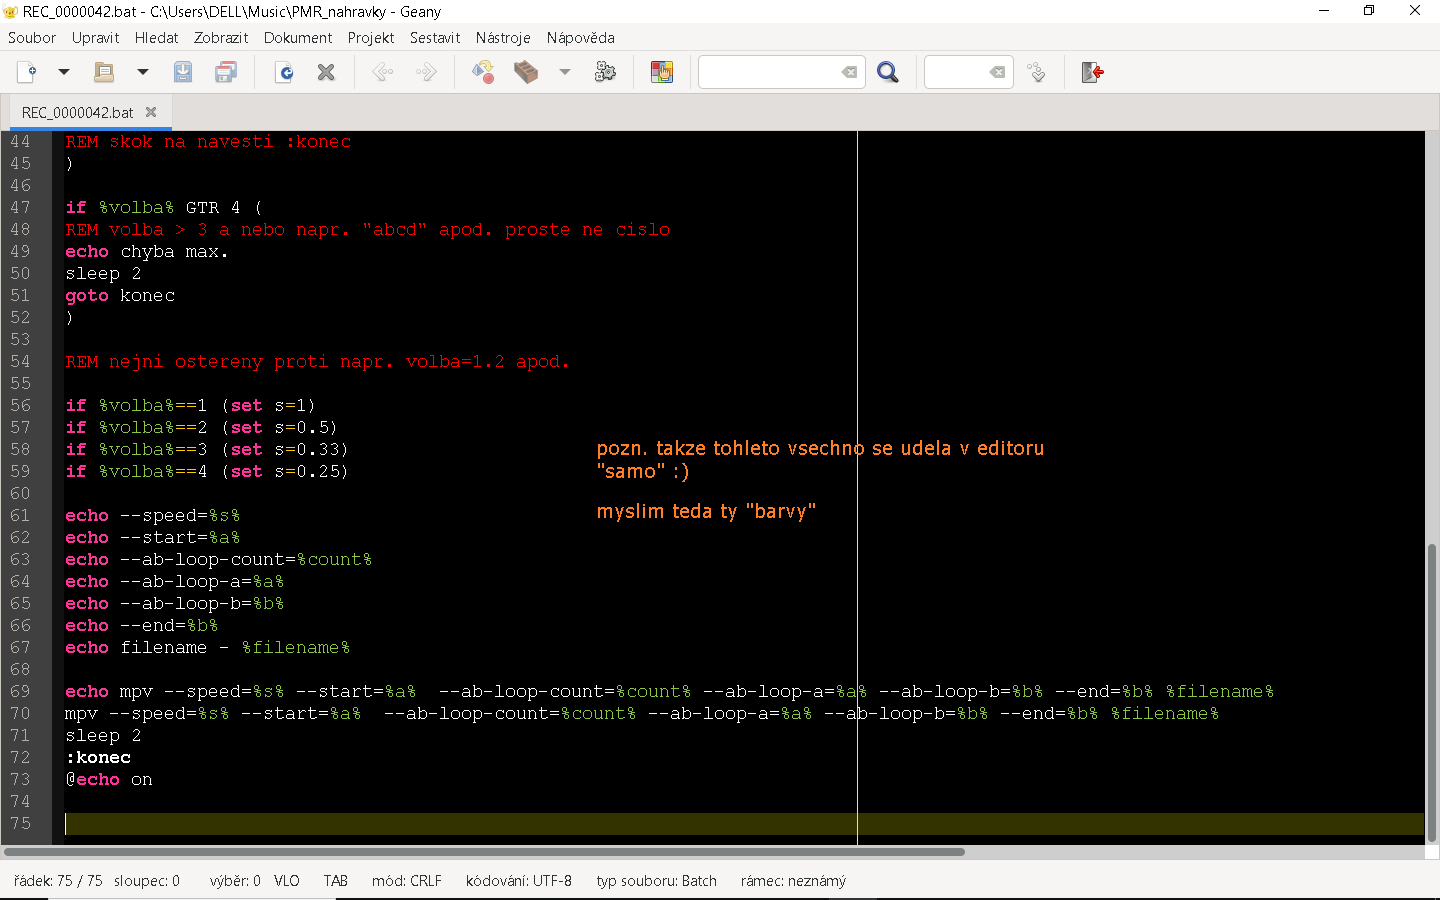 REC_0000042.bat - C:\Users\DELL\Music\PMR_nahravky - Geany
Soubor Upravit Hledat Zobrazit Dokument Projekt Sestavit Nástroje Nápověda
REC_0000042.bat
44 REM skok na navesti :konec
45 )
46
47 if %volba% GTR 4 (
48 REM volba > 3 a nebo napr. "abcd" apod. proste ne cislo
49 echo chyba max.
50 sleep 2
51 goto konec
52 )
53
54 REM nejni ostereny proti napr. volba=1.2 apod.
55
56 if %volba%==1 (set s=1)
57 if %volba%==2 (set s=0.5)
58 if %volba%==3 (set s=0.33)
59 if %volba%==4 (set s=0.25)
pozn. takze tohleto vsechno se udela v editoru
"samo" :)
myslim teda ty "barvy"
60
61 echo --speed=%s%
62 echo --start=%a%
63 echo --ab-loop-count=%count%
64 echo --ab-loop-a=%a%
65 echo --ab-loop-b=%b%
66 echo --end=%b%
67 echo filename - %filename%
68
69 echo mpv --speed=%s% --start=%a%  --ab-loop-count=%count% --ab-loop-a=%a% --ab-loop-b=%b% --end=%b% %filename%
70 mpv --speed=%s% --start=%a%  --ab-loop-count=%count% --ab-loop-a=%a% --ab-loop-b=%b% --end=%b% %filename%
71 sleep 2
72 :konec
73 @echo on
74
75
řádek: 75 / 75 sloupec: 0 výběr: 0 VLO TAB mód: CRLF kódování: UTF-8 typ souboru: Batch rámec: neznámý